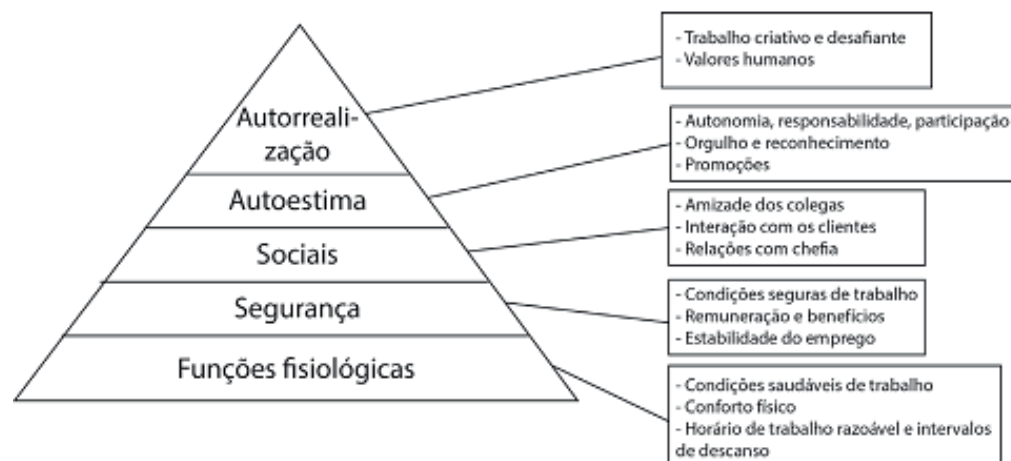 - Trabalho criativo e desafiante
- Valores humanos
Autorreali-
zação
- Autonomia, responsabilidade, participação
- Orgulho e reconhecimento
- Promoções
Autoestima
- Amizade dos colegas
- Interação com os clientes
- Relações com chefia
Sociais
- Condições seguras de trabalho
- Remuneração e benefícios
- Estabilidade do emprego
Segurança
- Condições saudáveis de trabalho
- Conforto físico
- Horário de trabalho razoável e intervalos
de descanso
Funções fisiológicas